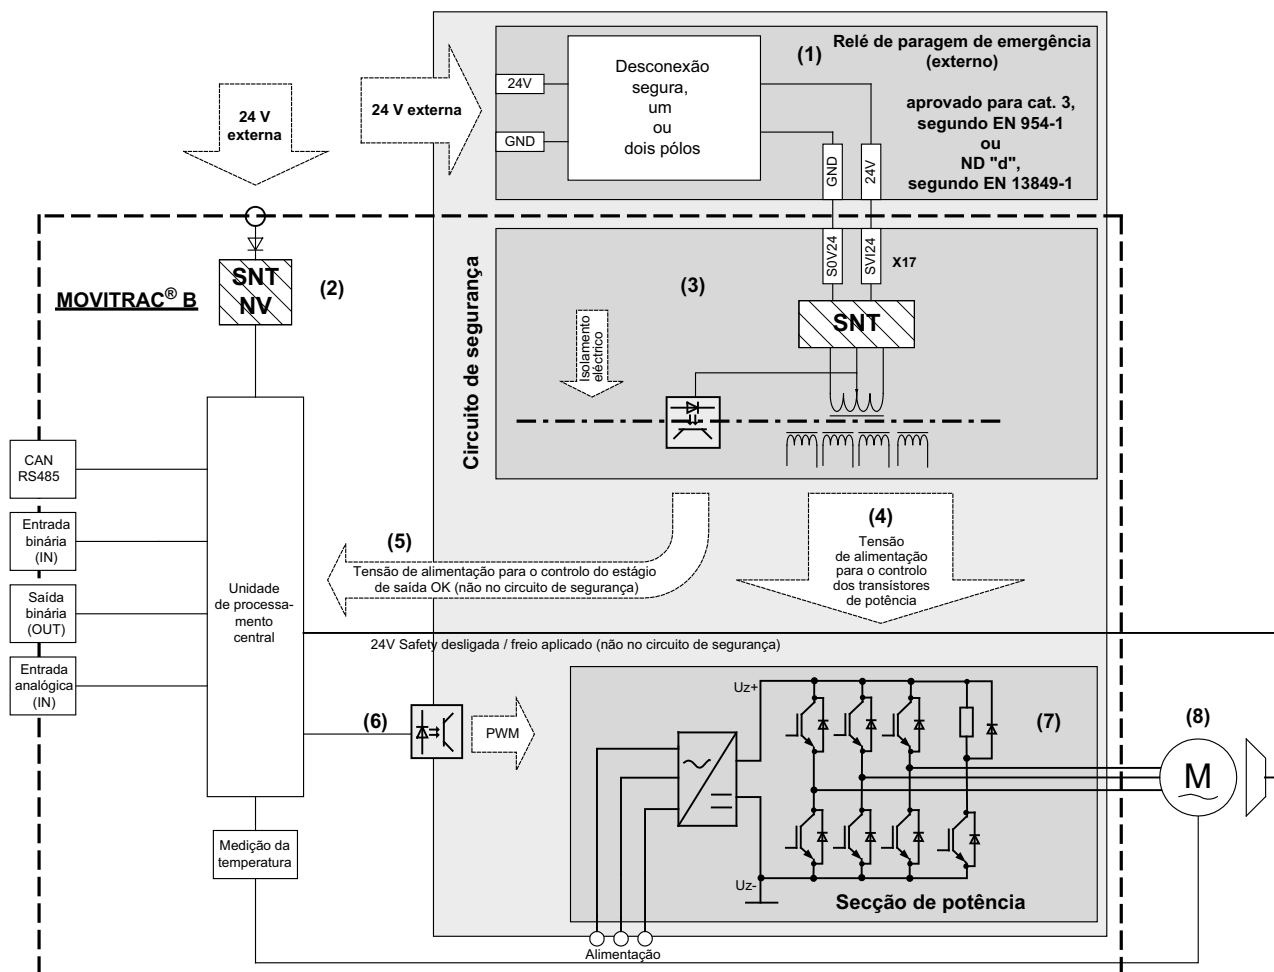 (1)
Relé de paragem de emergência
(externo)
aprovado para cat. 3,
segundo EN 954-1
ou
ND "d",
segundo EN 13849-1
Desconexão
segura,
um
ou
dois pólos
24V
GND
24 V externa
24 V
externa
GND
24V
S0V24
SVI24
X17
MOVITRAC® B
SNT
NV
(2)
(3)
SNT
Circuito de segurança
Isolamento
eléctrico
CAN
RS485
Entrada
binária
(IN)
Saída
binária
(OUT)
Entrada
analógica
(IN)
Unidade
de processa-
mento
central
(4)
Tensão
de alimentação
para o controlo
dos transístores
de potência
(5)
Tensão de alimentação para o controlo do estágio
de saída OK (não no circuito de segurança)
24V Safety desligada / freio aplicado (não no circuito de segurança)
(6)
PWM
Uz+
(7)
(8)
M
Uz-
Secção de potência
Medição da
temperatura
Alimentação